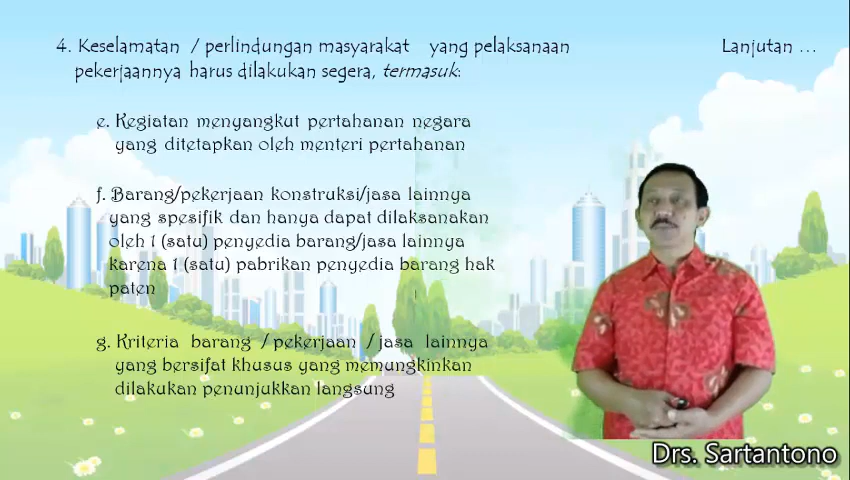 4. Keselamatan / perlindungan masyarakat yang pelaksanaan
Lanjutan ...
pekerjaannya harus dilakukan segera, termasuk:
e. Kegiatan menyangkut pertahanan negara
yang ditetapkan oleh menteri pertahanan
f. Barang/pekerjaan konstruksi/jasa lainnya
yang spesifik dan hanya dapat dilaksanakan
oleh 1 (satu) penyedia barang/jasa lainnya
karena 1 (satu) pabrikan penyedia barang hak
paten
g. Kriteria barang / pekerjaan / jasa lainnya
yang bersifat khusus yang memungkinkan
dilakukan penunjukkan langsung
Drs. Sartantono